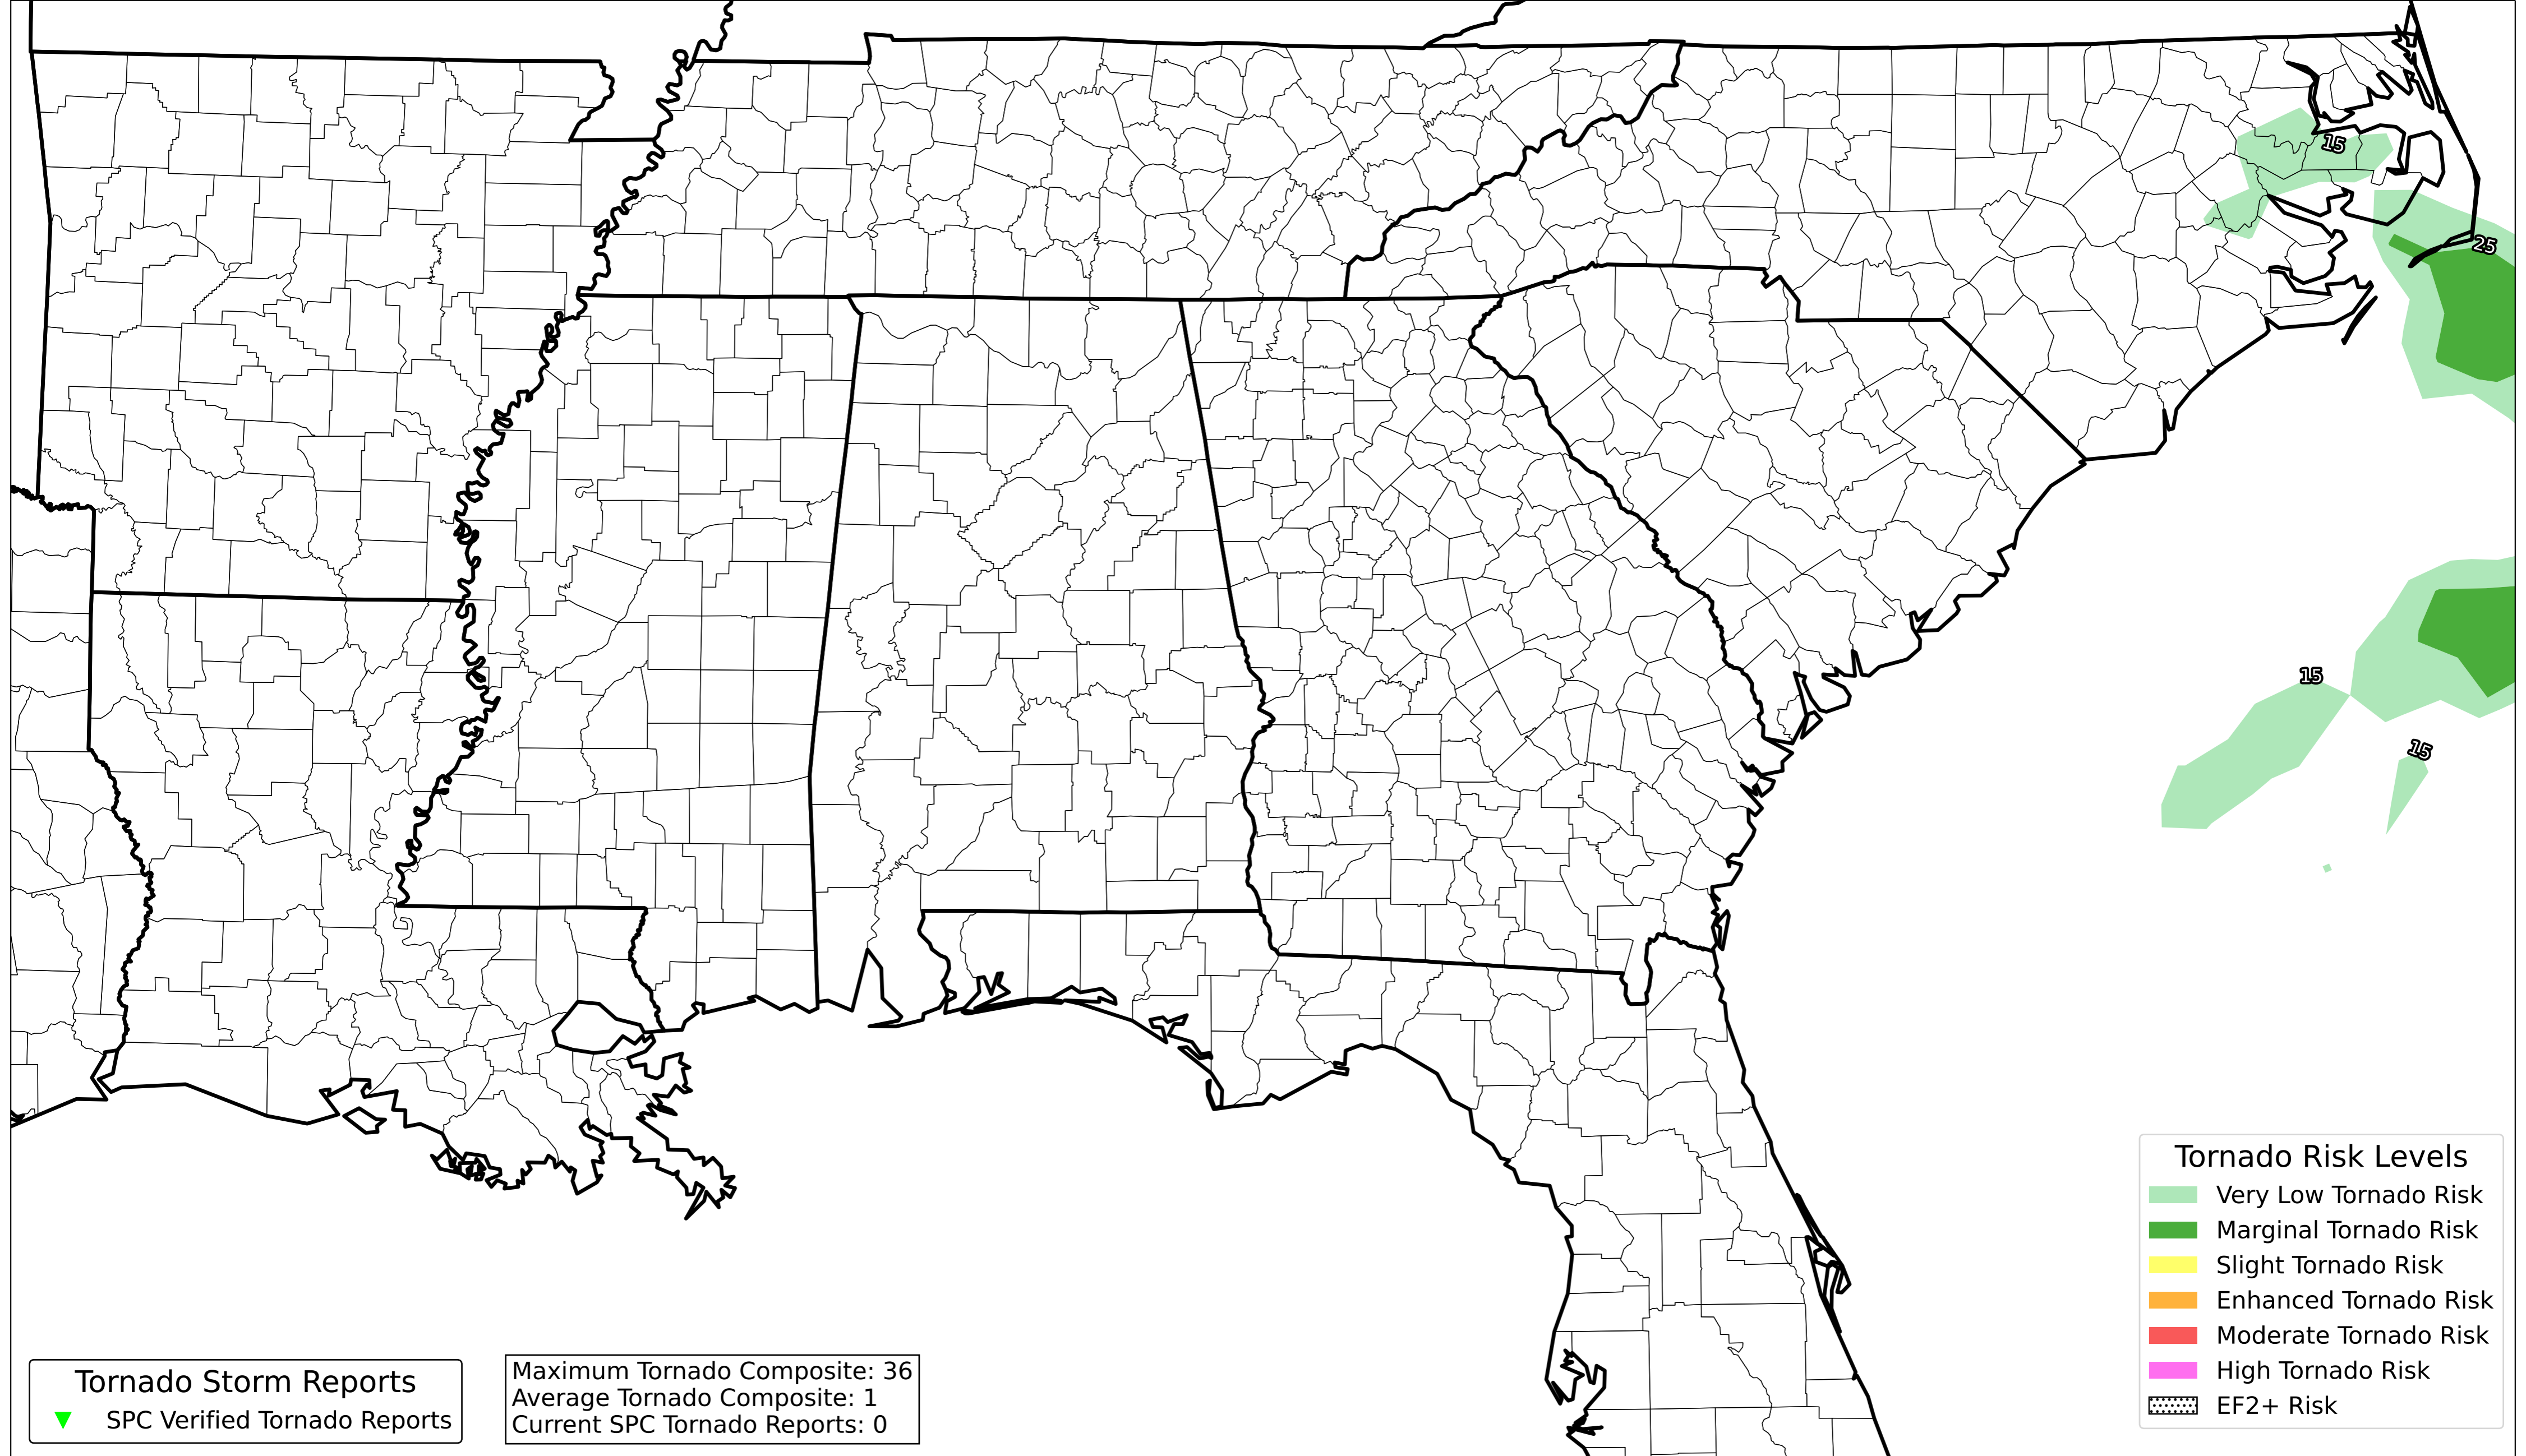 15
25
15
15
Tornado Risk Levels
Very Low Tornado Risk
Marginal Tornado Risk
Slight Tornado Risk
Enhanced Tornado Risk
Moderate Tornado Risk
High Tornado Risk
EF2+ Risk
Tornado Storm Reports
SPC Verified Tornado Reports
Maximum Tornado Composite: 36
Average Tornado Composite: 1
Current SPC Tornado Reports: 0